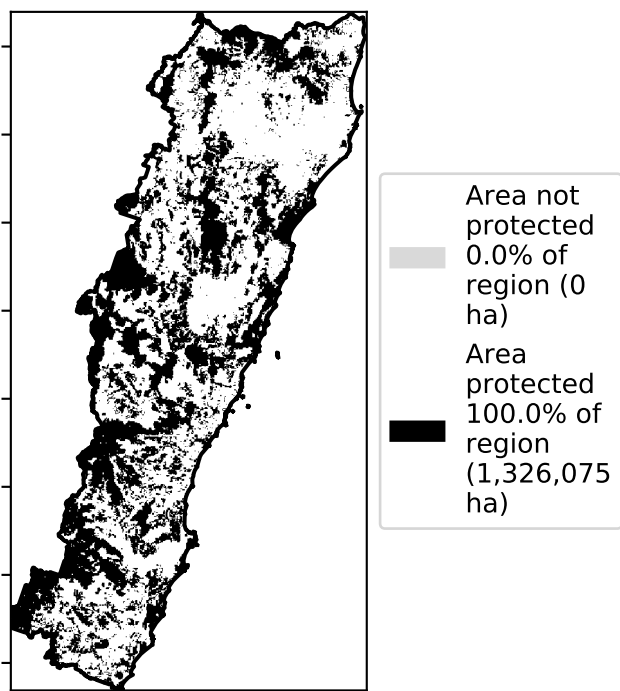 Area not
protected
0.0% of
region (0
ha)
Area
protected
100.0% of
region
(1,326,075
ha)